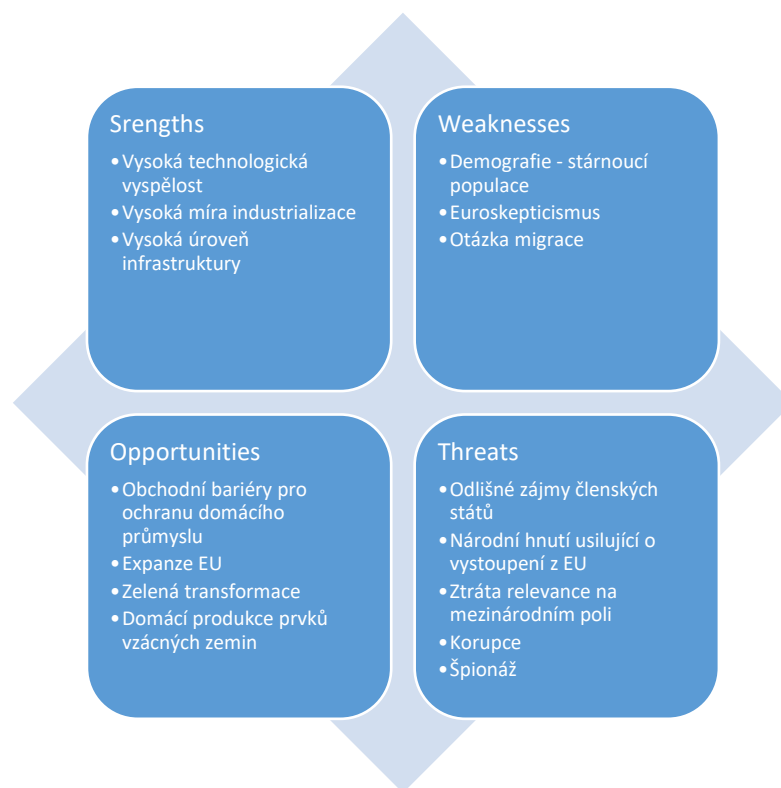 Srengths
•Vysoká technologická
vyspělost
•Vysoká míra industrializace
•Vysoká úroveň
infrastruktury
Weaknesses
•Demografie - stárnoucí
populace
•Euroskepticismus
•Otázka migrace
Opportunities
•Obchodní bariéry pro
ochranu domácího
průmyslu
•Expanze EU
•Zelená transformace
•Domácí produkce prvků
vzácných zemin
Threats
•Odlišné zájmy členských
států
•Národní hnutí usilující o
vystoupení z EU
•Ztráta relevance na
mezinárodním poli
•Korupce
•Špionáž